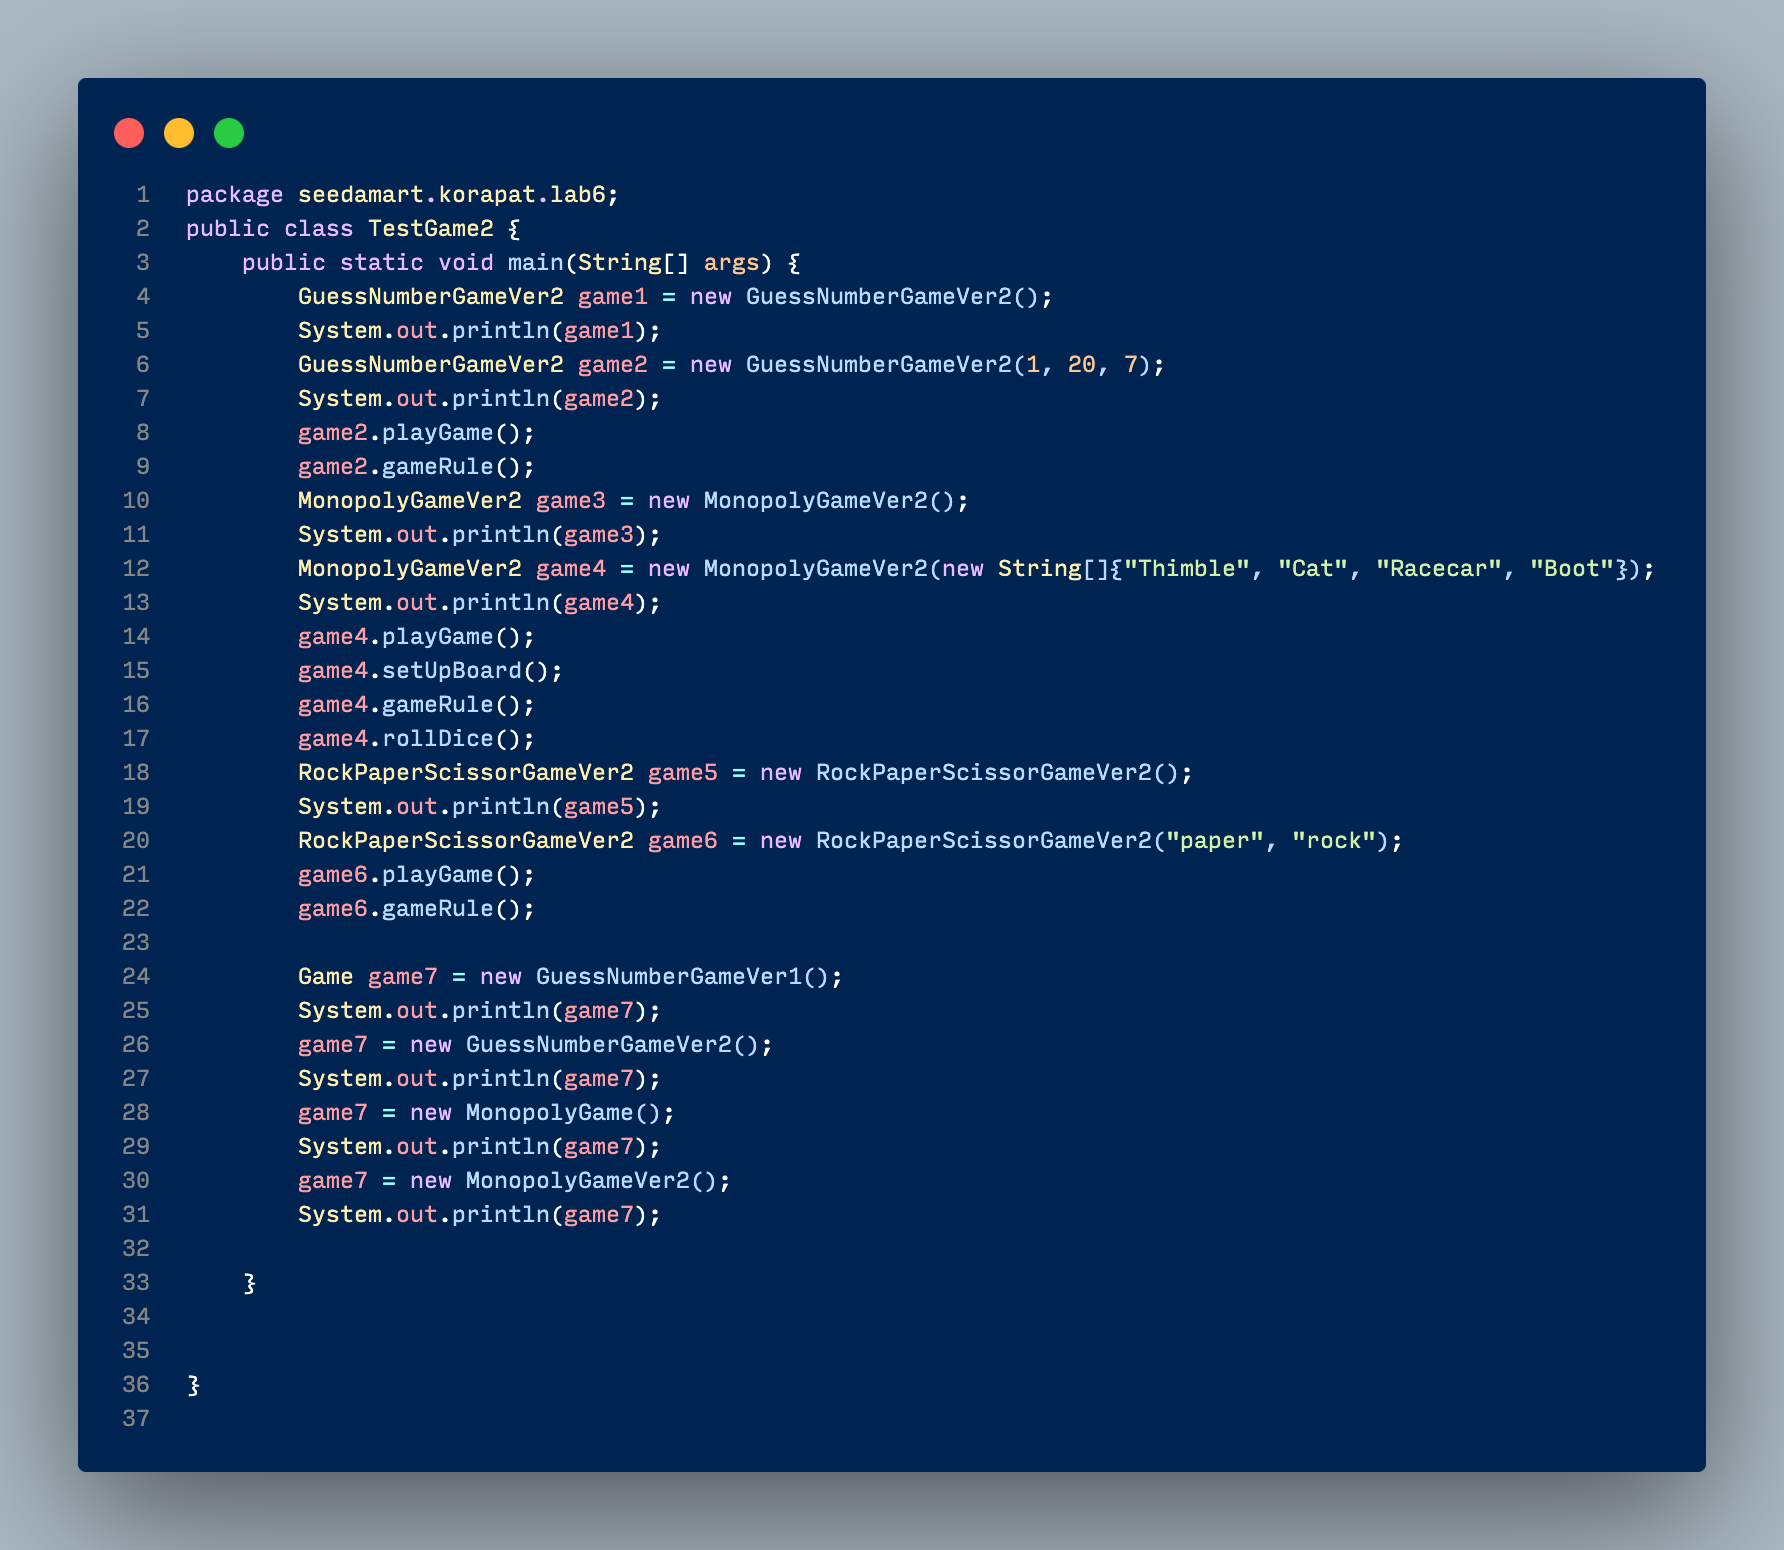 1 package seedamart.korapat.lab6;
2 public class TestGame2 {
3     public static void main(String[] args) {
4         GuessNumberGameVer2 game1 = new GuessNumberGameVer2();
5         System.out.println(game1);
6         GuessNumberGameVer2 game2 = new GuessNumberGameVer2(1, 20, 7);
7         System.out.println(game2);
8         game2.playGame();
9         game2.gameRule();
10         MonopolyGameVer2 game3 = new MonopolyGameVer2();
11         System.out.println(game3);
12         MonopolyGameVer2 game4 = new MonopolyGameVer2(new String[]{"Thimble", "Cat", "Racecar", "Boot"});
13         System.out.println(game4);
14         game4.playGame();
15         game4.setUpBoard();
16         game4.gameRule();
17         game4.rollDice();
18         RockPaperScissorGameVer2 game5 = new RockPaperScissorGameVer2();
19         System.out.println(game5);
20         RockPaperScissorGameVer2 game6 = new RockPaperScissorGameVer2("paper", "rock");
21         game6.playGame();
22         game6.gameRule();
23
24         Game game7 = new GuessNumberGameVer1();
25         System.out.println(game7);
26         game7 = new GuessNumberGameVer2();
27         System.out.println(game7);
28         game7 = new MonopolyGame();
29         System.out.println(game7);
30         game7 = new MonopolyGameVer2();
31         System.out.println(game7);
32
33     }
34
35
36 }
37